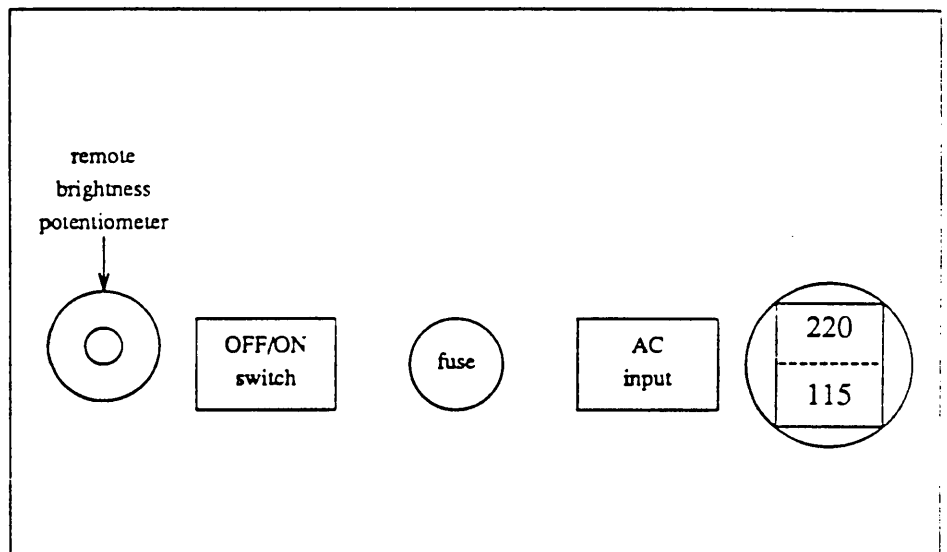 remote
brightness
potentiometer
OFF/ON
switch
fuse
AC
input
220
115